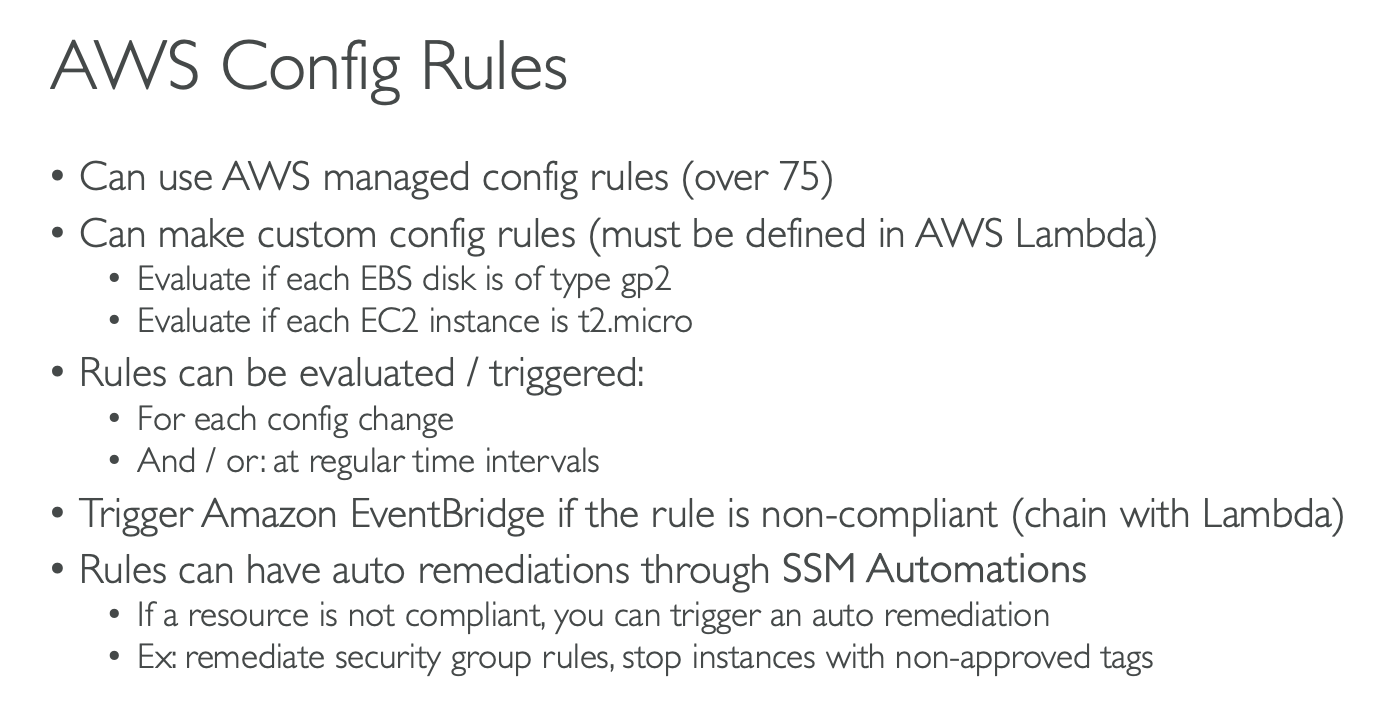 AWS Config Rules
• Can use AWS managed config rules (over 75)
• Can make custom config rules (must be defined in AWS Lambda)
• Evaluate if each EBS disk is of type gp2
• Evaluate if each EC2 instance is t2.micro
• Rules can be evaluated / triggered:
• For each config change
• And / or: at regular time intervals
• Trigger Amazon EventBridge if the rule is non-compliant (chain with Lambda)
• Rules can have auto remediations through SSM Automations
• If a resource is not compliant, you can trigger an auto remediation
• Ex: remediate security group rules, stop instances with non-approved tags